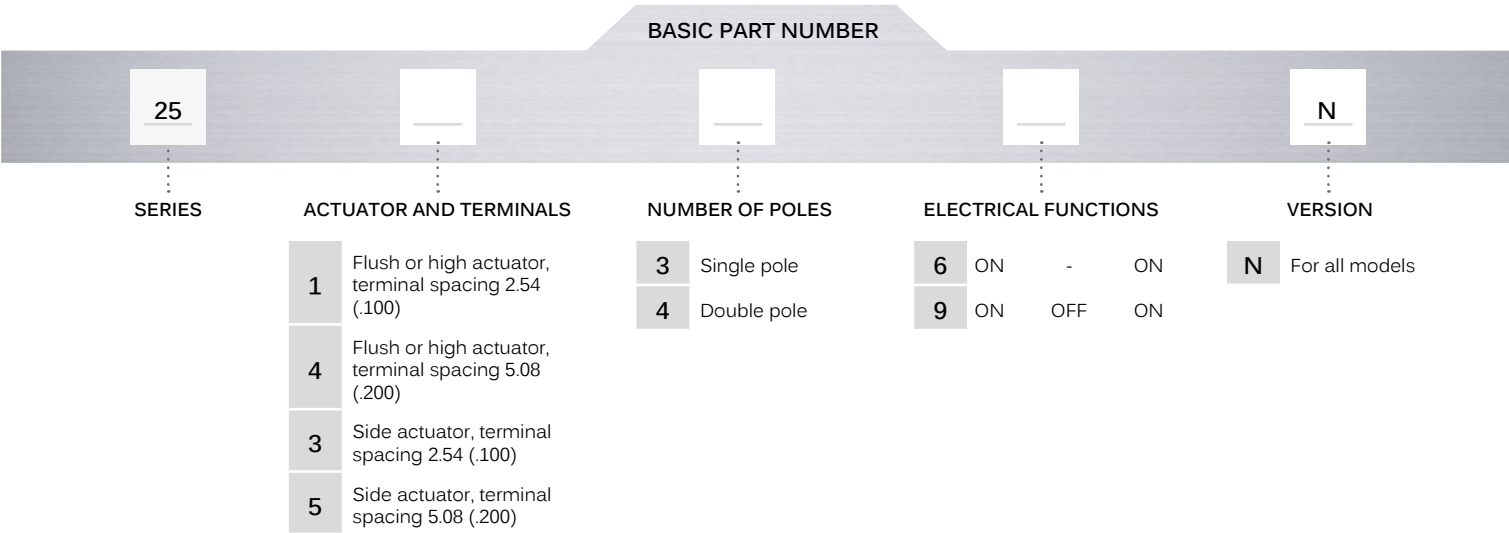 BASIC PART NUMBER
25
N
SERIES
ACTUATOR AND TERMINALS
NUMBER OF POLES
ELECTRICAL FUNCTIONS
VERSION
1 Flush or high actuator,
terminal spacing 2.54
(.100)
4 Flush or high actuator,
terminal spacing 5.08
(.200)
3 Side actuator, terminal
spacing 2.54 (.100)
5 Side actuator, terminal
spacing 5.08 (.200)
3 Single pole
4 Double pole
6 ON - ON
9 ON OFF ON
N For all models